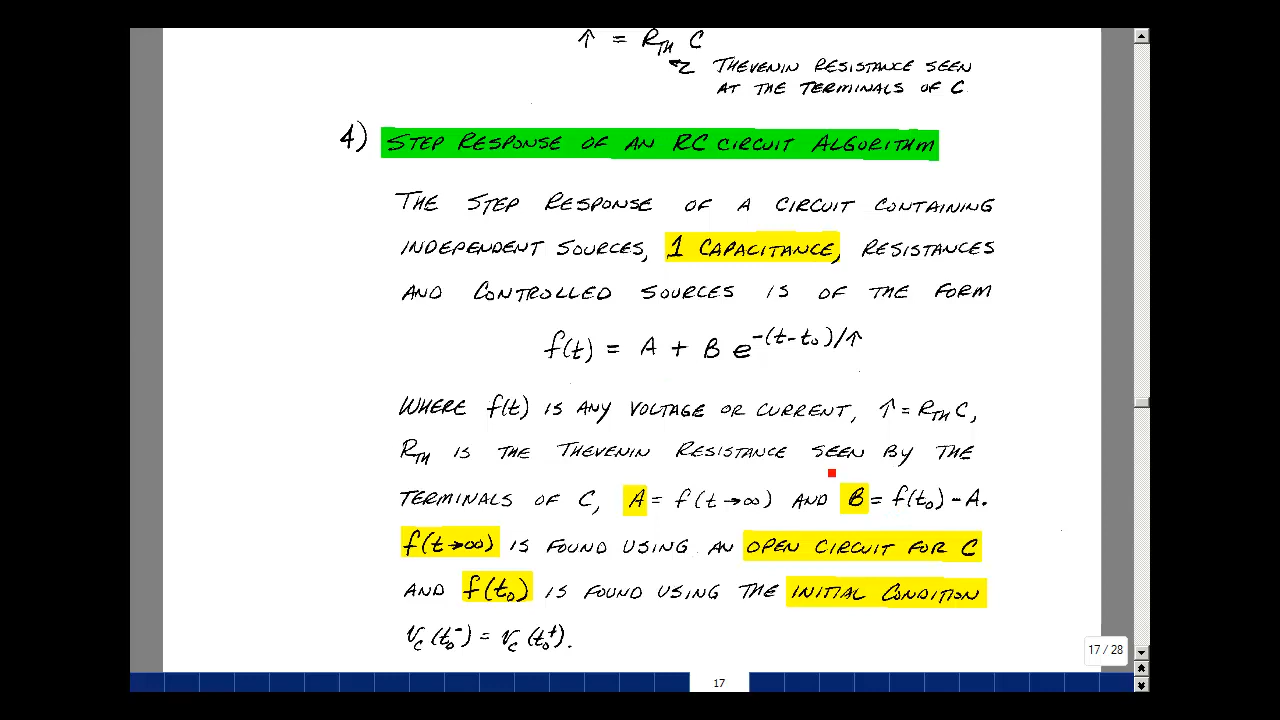 ↑ = R_TH C
THEVENIN RESISTANCE SEEN
AT THE TERMINALS OF C
4) STEP RESPONSE OF AN RC CIRCUIT ALGORITHM
THE STEP RESPONSE OF A CIRCUIT CONTAINING
INDEPENDENT SOURCES, 1 CAPACITANCE, RESISTANCES
AND CONTROLLED SOURCES IS OF THE FORM
f(t) = A + B e^-(t-t₀)/↑
WHERE f(t) IS ANY VOLTAGE OR CURRENT, ↑ = R_TH C,
R_TH IS THE THEVENIN RESISTANCE SEEN BY THE
TERMINALS OF C, A = f(t→∞) AND B = f(t₀) - A.
f(t→∞) IS FOUND USING AN OPEN CIRCUIT FOR C
AND f(t₀) IS FOUND USING THE INITIAL CONDITION
V_C(t₀⁻) = V_C(t₀⁺).
17 / 28
17